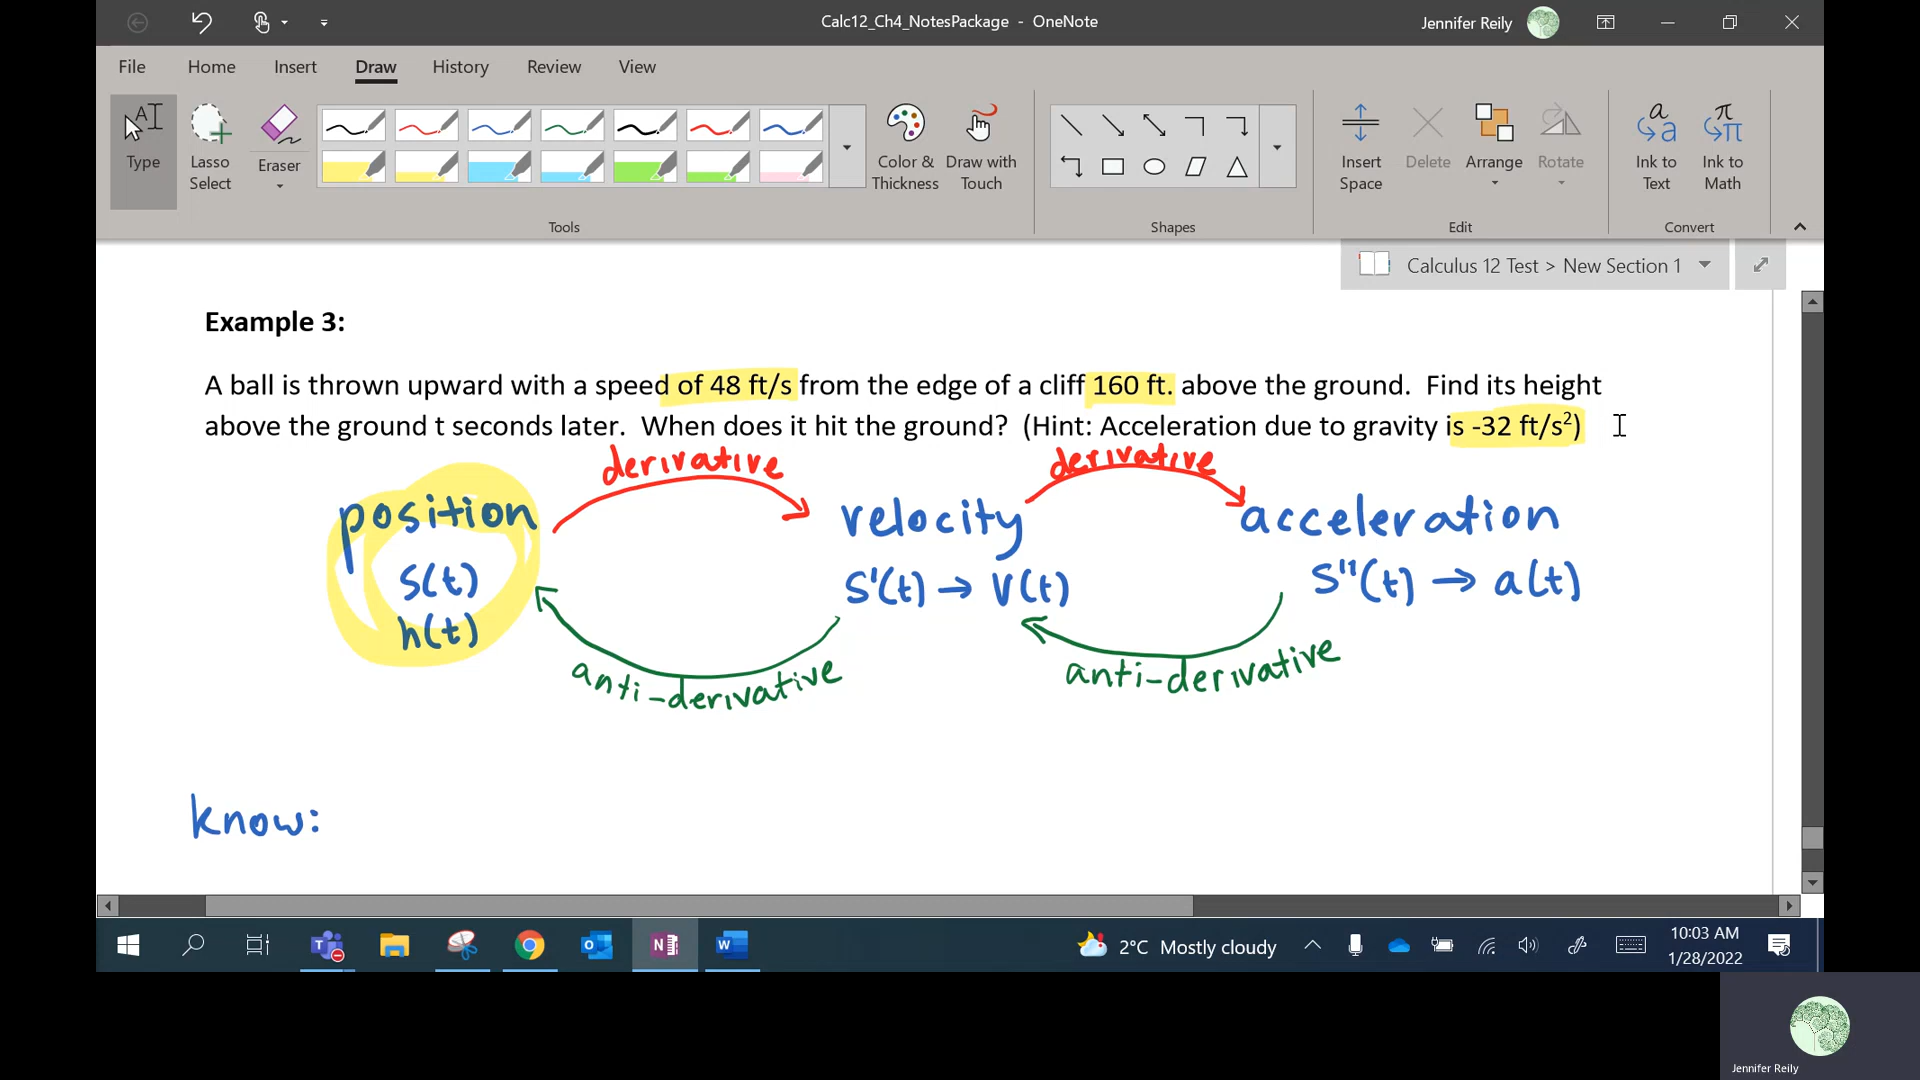 Calc12_Ch4_NotesPackage - OneNote
Jennifer Reily
File Home Insert Draw History Review View
Type
Lasso Select
Eraser
Color & Thickness
Draw with Touch
Insert Space
Delete
Arrange
Rotate
Ink to Text
Ink to Math
Tools
Shapes
Edit
Convert
Calculus 12 Test > New Section 1
Example 3:
A ball is thrown upward with a speed of 48 ft/s from the edge of a cliff 160 ft. above the ground. Find its height
above the ground t seconds later. When does it hit the ground? (Hint: Acceleration due to gravity is -32 ft/s²)
derivative derivative
position velocity acceleration
s(t) s'(t) → v(t) s''(t) → a(t)
h(t)
anti-derivative anti-derivative
know:
2°C Mostly cloudy
10:03 AM
1/28/2022
Jennifer Reily